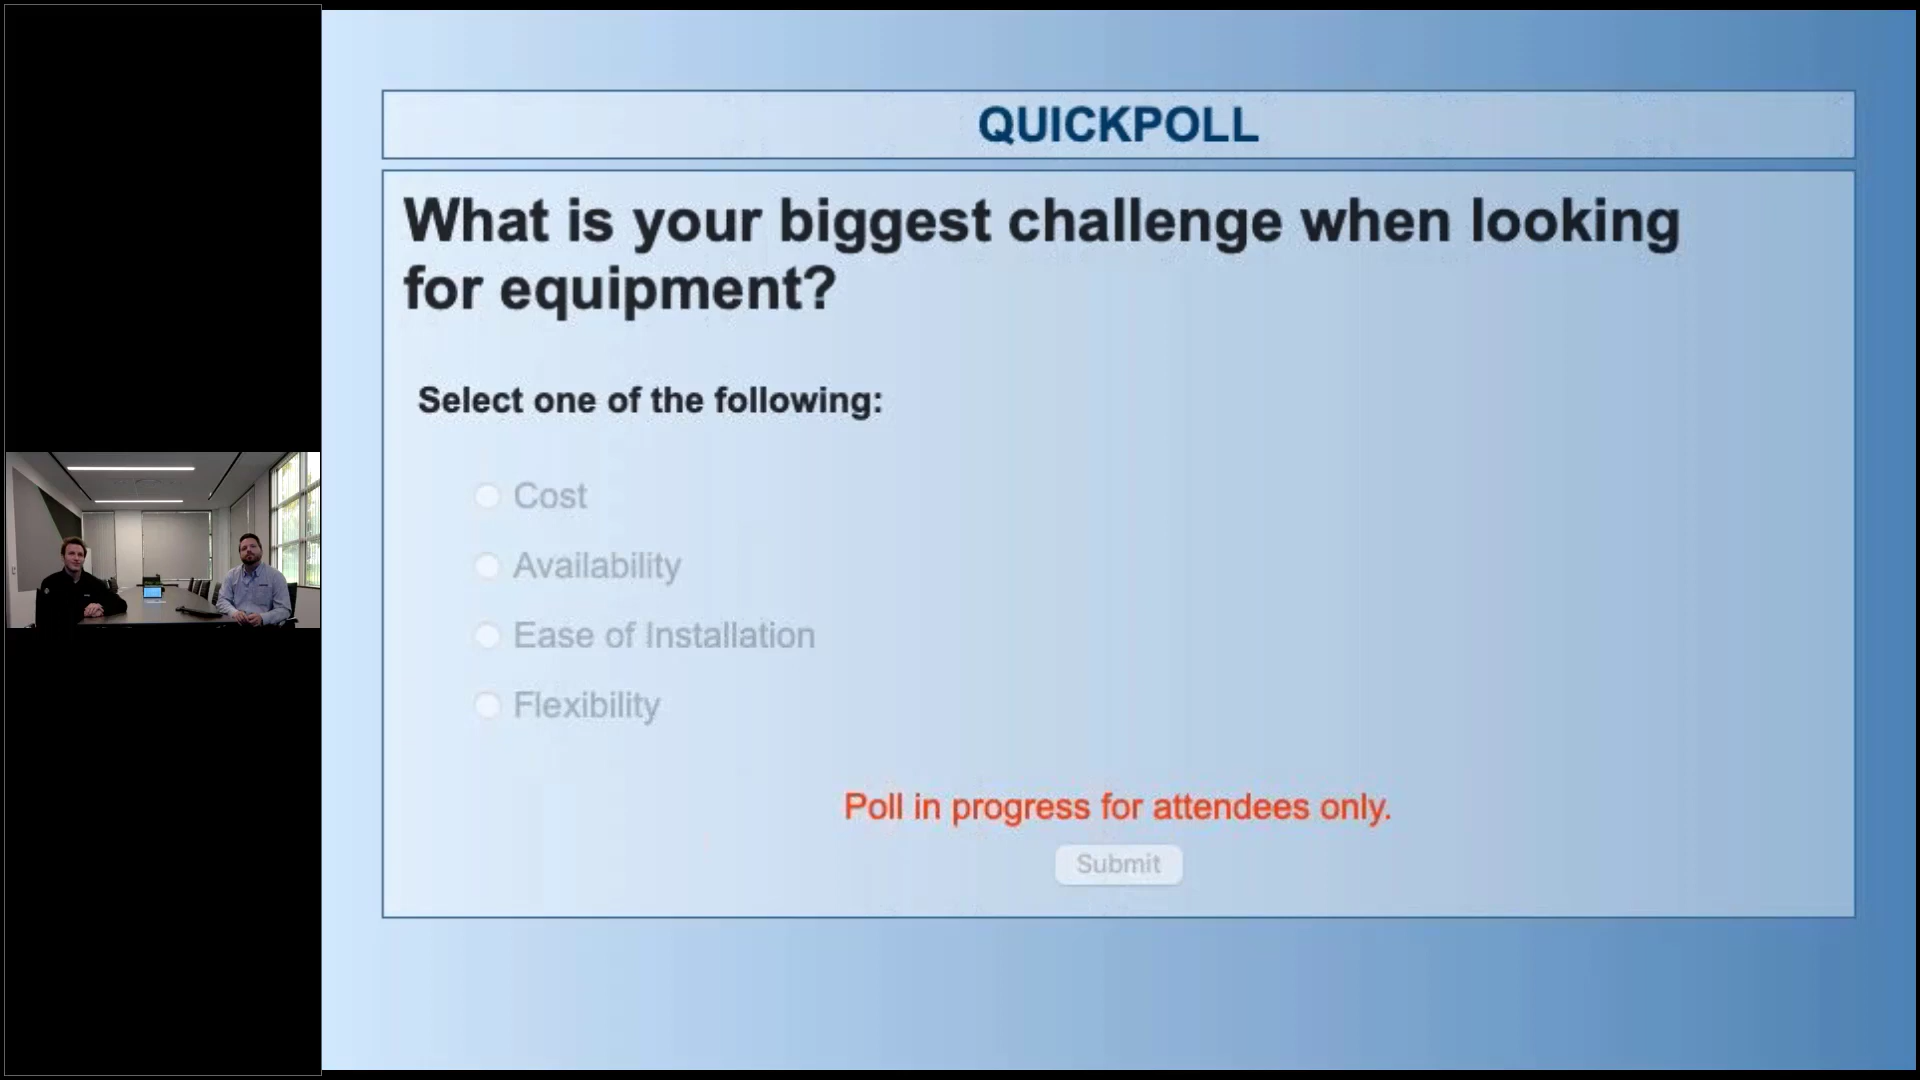 QUICKPOLL
What is your biggest challenge when looking
for equipment?
Select one of the following:
Cost
Availability
Ease of Installation
Flexibility
Poll in progress for attendees only.
Submit